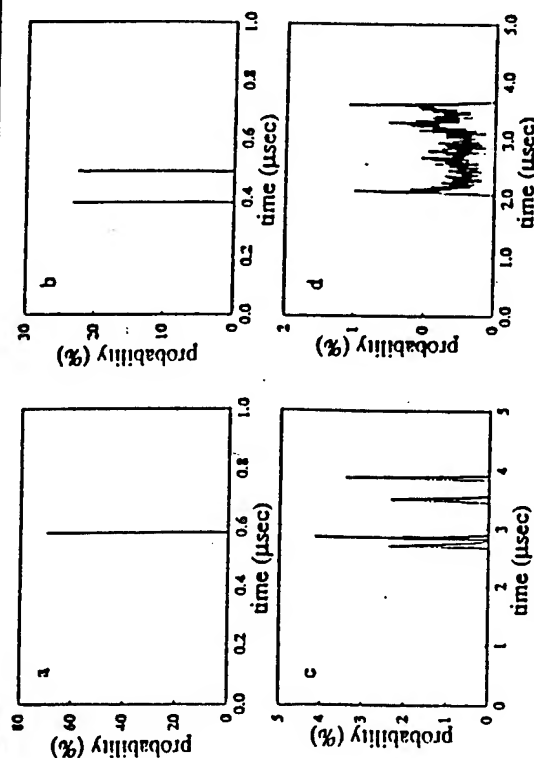 a
80
60
40
20
0
probability (%)
0.0 0.2 0.4 0.6 0.8 1.0
time (μsec)
b
30
20
10
0
probability (%)
0.0 0.2 0.4 0.6 0.8 1.0
time (μsec)
c
5
4
3
2
1
0
probability (%)
0 1 2 3 4 5
time (μsec)
d
2
1
0
0
probability (%)
0.0 1.0 2.0 3.0 4.0 5.0
time (μsec)